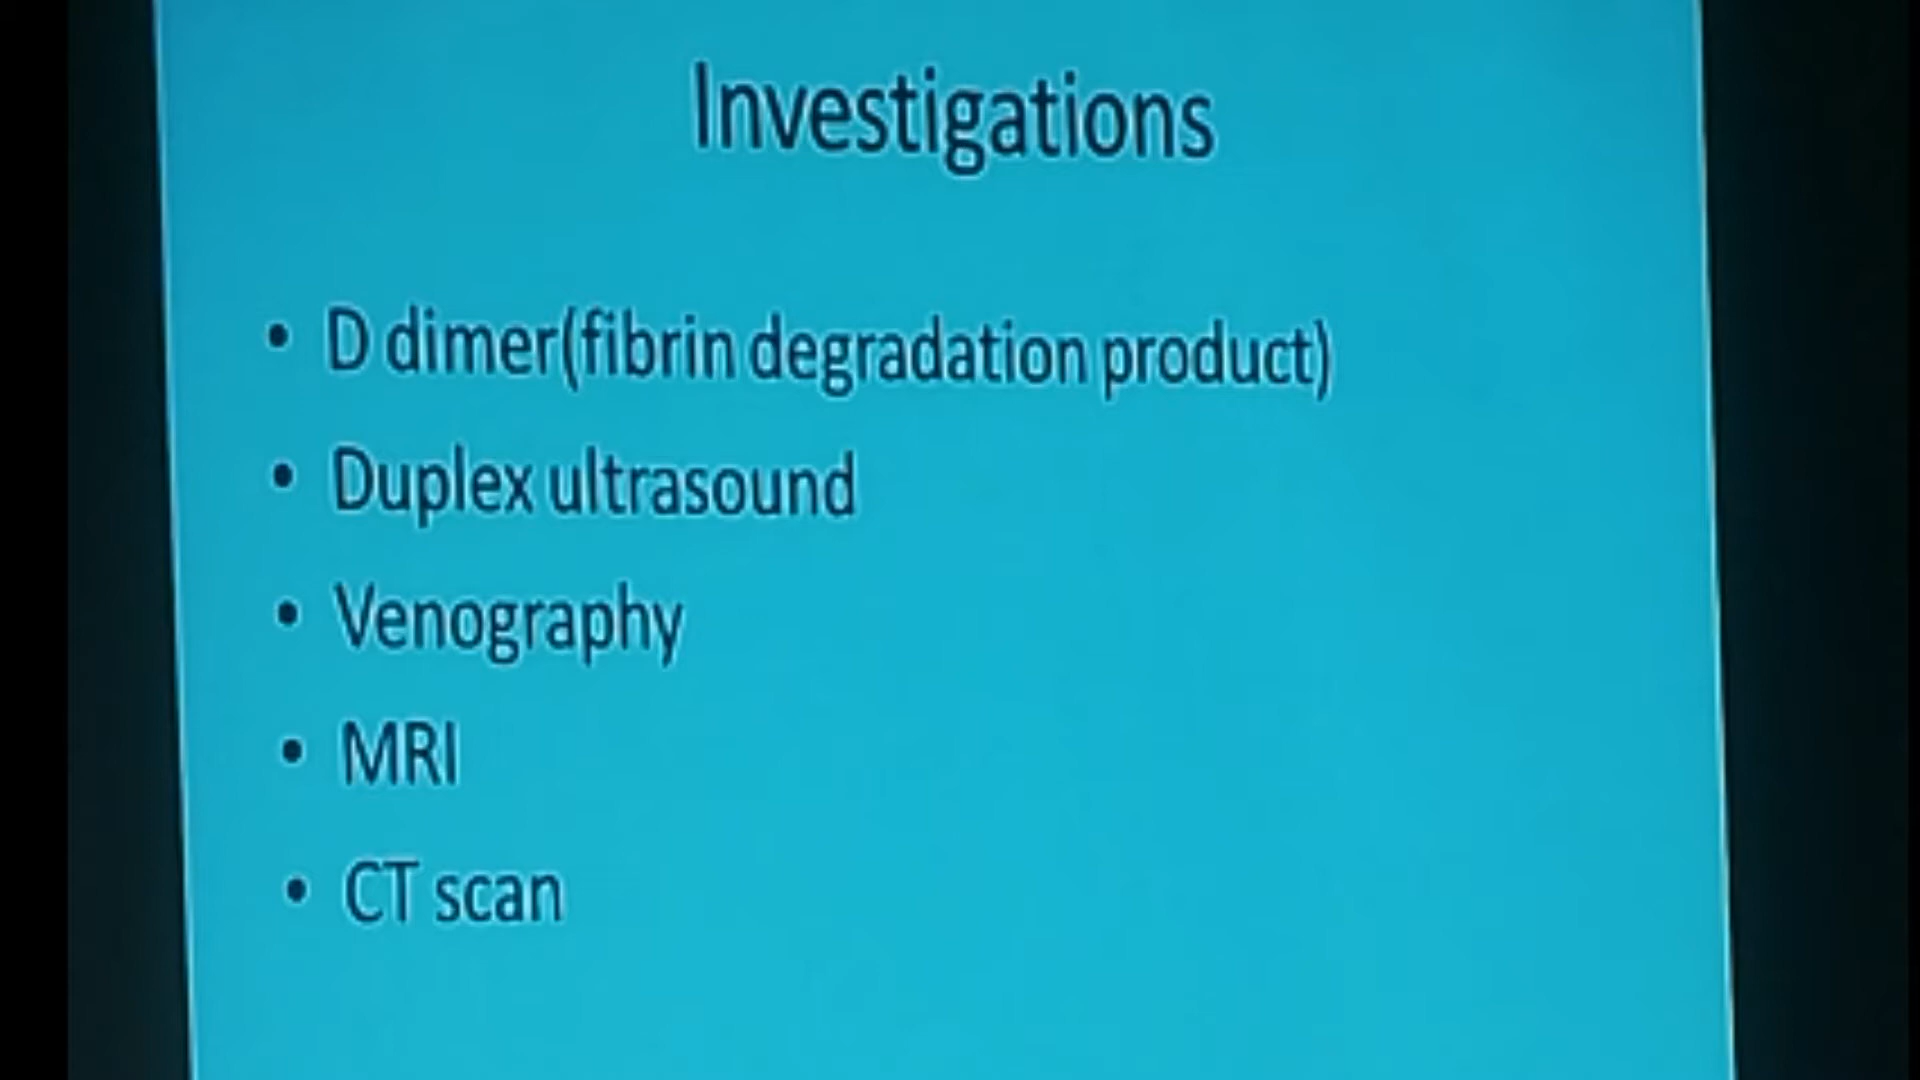 Investigations
• D dimer(fibrin degradation product)
• Duplex ultrasound
• Venography
• MRI
• CT scan